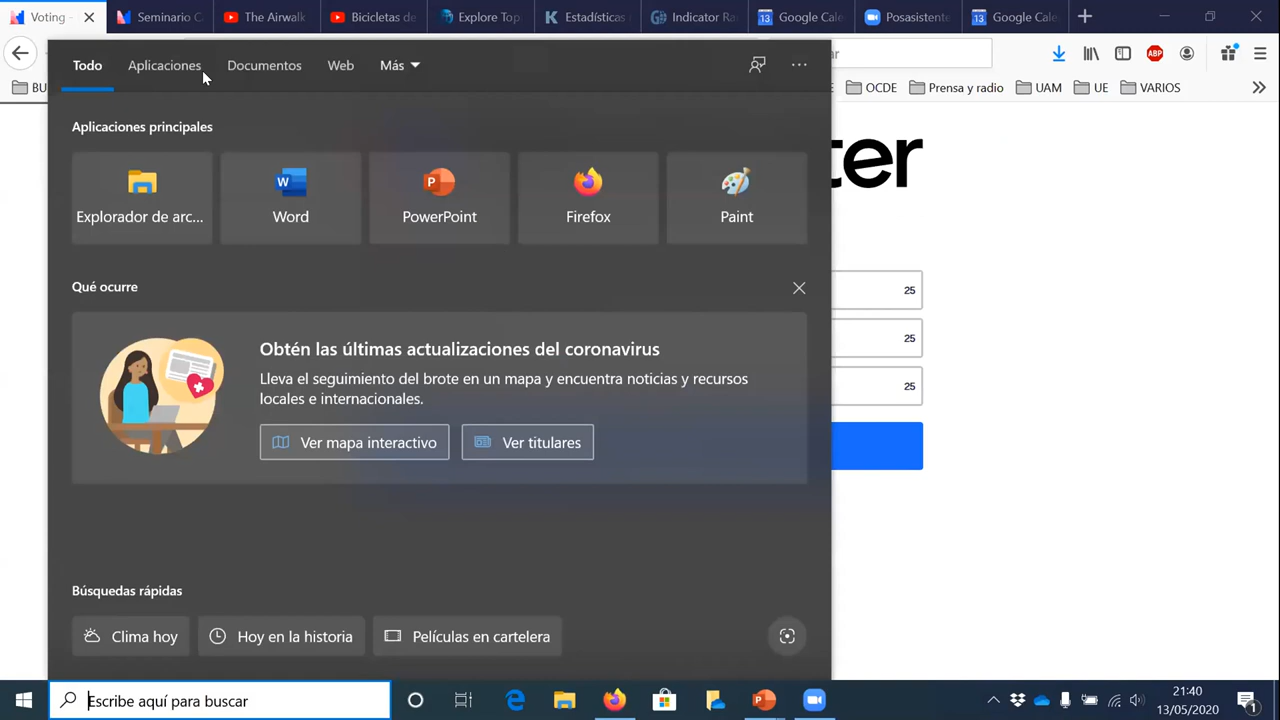 Voting -
Seminario C
The Airwalk
Bicicletas de
Explore Top
Estadísticas
Indicator Ra
Google Cale
Posasistente
Google Cale
Todo
Aplicaciones
Documentos
Web
Más
ar
ABP
BU
E
OCDE
Prensa y radio
UAM
UE
VARIOS
Aplicaciones principales
ter
Explorador de arc...
Word
PowerPoint
Firefox
Paint
Qué ocurre
25
Obtén las últimas actualizaciones del coronavirus
25
Lleva el seguimiento del brote en un mapa y encuentra noticias y recursos
locales e internacionales.
25
Ver mapa interactivo
Ver titulares
Búsquedas rápidas
Clima hoy
Hoy en la historia
Películas en cartelera
Escribe aquí para buscar
21:40
13/05/2020
1